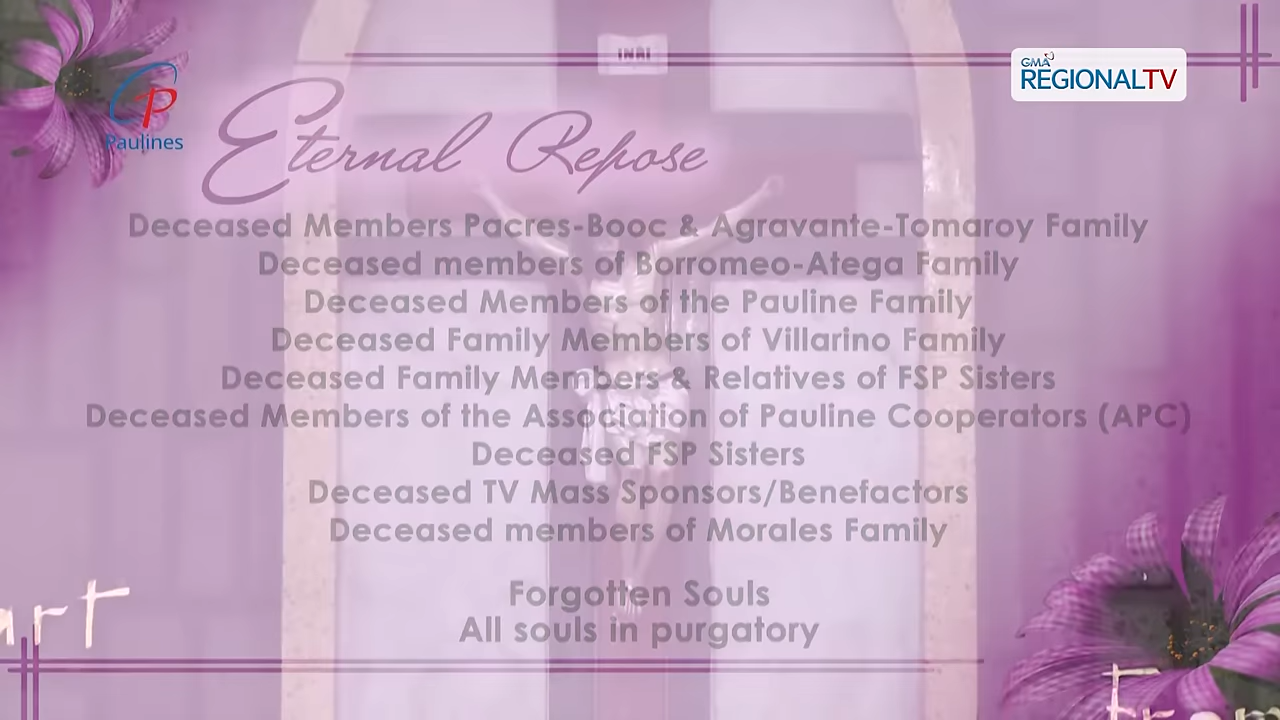 INRI
GMA
REGIONALTV
Paulines
Eternal Repose
Deceased Members Pacres-Booc & Agravante-Tomaroy Family
Deceased members of Borromeo-Atega Family
Deceased Members of the Pauline Family
Deceased Family Members of Villarino Family
Deceased Family Members & Relatives of FSP Sisters
Deceased Members of the Association of Pauline Cooperators (APC)
Deceased FSP Sisters
Deceased TV Mass Sponsors/Benefactors
Deceased members of Morales Family
Forgotten Souls
All souls in purgatory